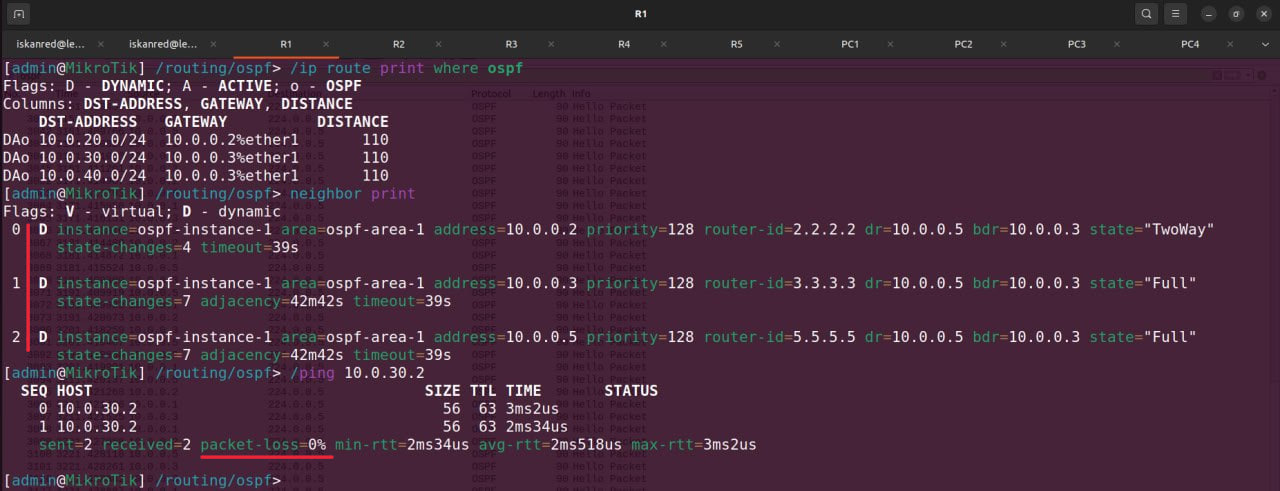 R1
iskanred@le...
iskanred@le...
R1
R2
R3
R4
R5
PC1
PC2
PC3
PC4
[admin@MikroTik] /routing/ospf> /ip route print where ospf
Flags: D - DYNAMIC; A - ACTIVE; o - OSPF
Columns: DST-ADDRESS, GATEWAY, DISTANCE
DST-ADDRESS GATEWAY DISTANCE
DAo 10.0.20.0/24 10.0.0.2%ether1 110
DAo 10.0.30.0/24 10.0.0.3%ether1 110
DAo 10.0.40.0/24 10.0.0.3%ether1 110
[admin@MikroTik] /routing/ospf> neighbor print
Flags: V - virtual; D - dynamic
0 D instance=ospf-instance-1 area=ospf-area-1 address=10.0.0.2 priority=128 router-id=2.2.2.2 dr=10.0.0.5 bdr=10.0.0.3 state="TwoWay"
state-changes=4 timeout=39s
1 D instance=ospf-instance-1 area=ospf-area-1 address=10.0.0.3 priority=128 router-id=3.3.3.3 dr=10.0.0.5 bdr=10.0.0.3 state="Full"
state-changes=7 adjacency=42m42s timeout=39s
2 D instance=ospf-instance-1 area=ospf-area-1 address=10.0.0.5 priority=128 router-id=5.5.5.5 dr=10.0.0.5 bdr=10.0.0.3 state="Full"
state-changes=7 adjacency=42m42s timeout=39s
[admin@MikroTik] /routing/ospf> /ping 10.0.30.2
SEQ HOST SIZE TTL TIME STATUS
0 10.0.30.2 56 63 3ms2us
1 10.0.30.2 56 63 2ms34us
sent=2 received=2 packet-loss=0% min-rtt=2ms34us avg-rtt=2ms518us max-rtt=3ms2us
[admin@MikroTik] /routing/ospf>